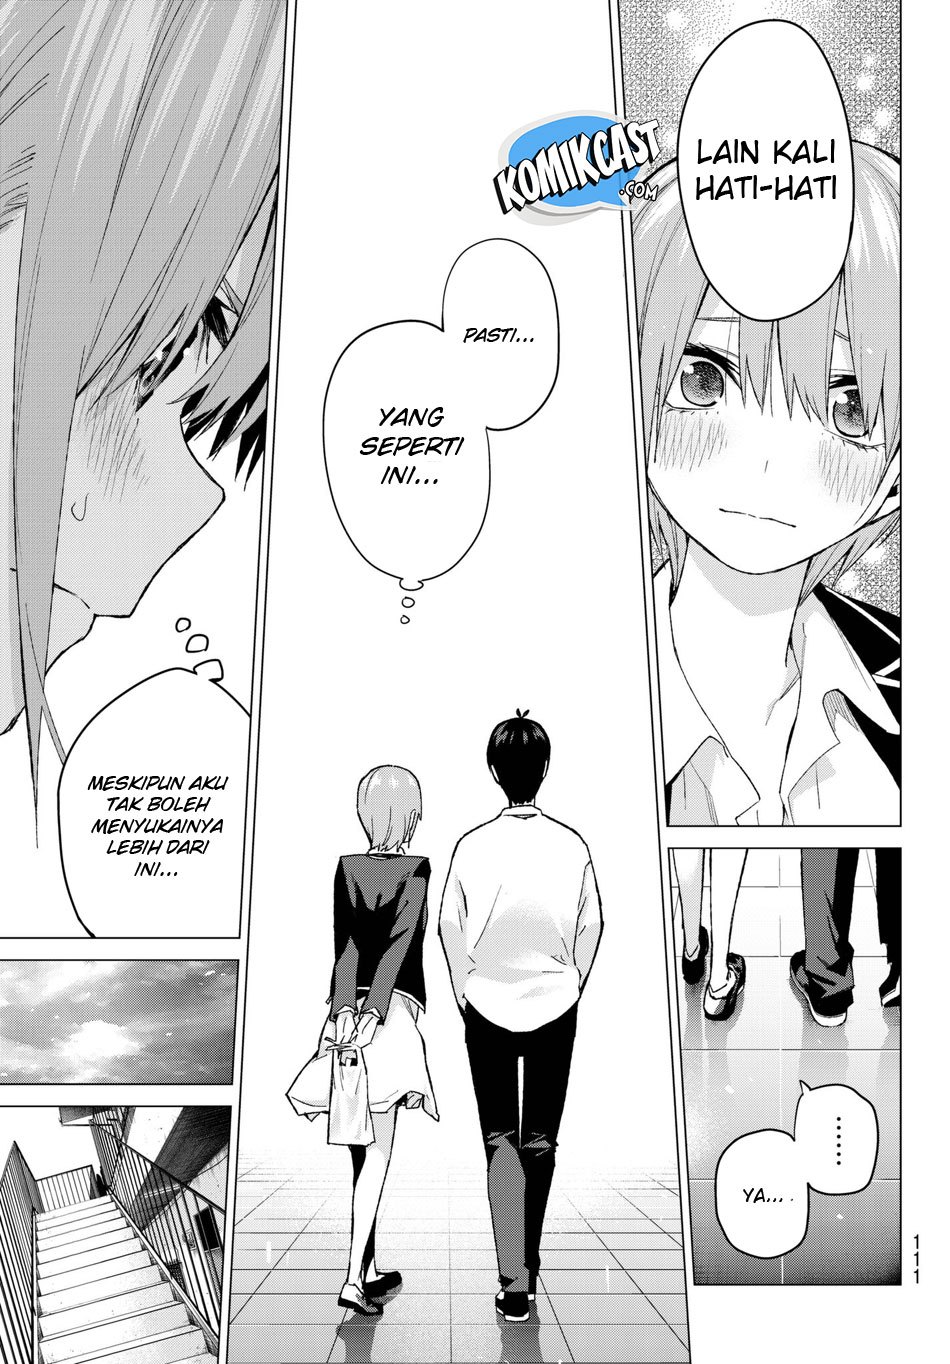 LAIN KALI
HATI-HATI
.......
YA... .
KOMIKCAST
.COM
PASTI...
YANG
SEPERTI
INI...
MESKIPUN AKU
TAK BOLEH
MENYUKAINYA
LEBIH DARI
INI...
111